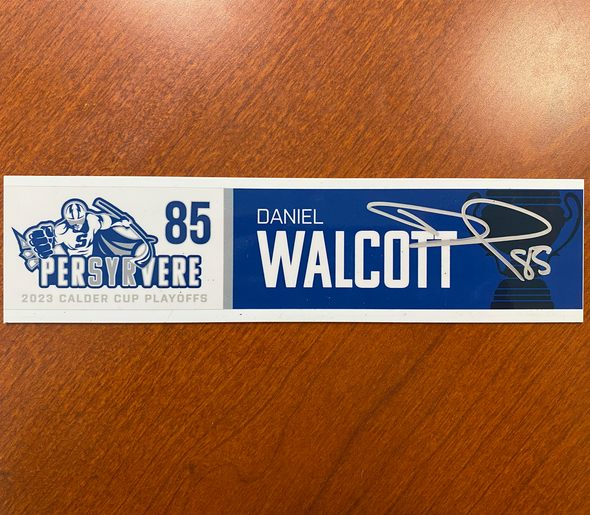 85
PERSYRVERE
2023 CALDER CUP PLAYOFFS
DANIEL
WALCOTT
85